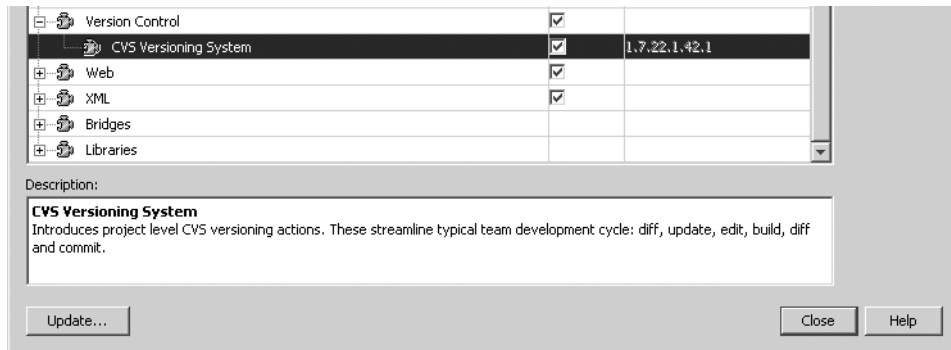 Version Control
CVS Versioning System 1.7.22.1.42.1
Web
XML
Bridges
Libraries
Description:
CVS Versioning System
Introduces project level CVS versioning actions. These streamline typical team development cycle: diff, update, edit, build, diff
and commit.
Update... Close Help